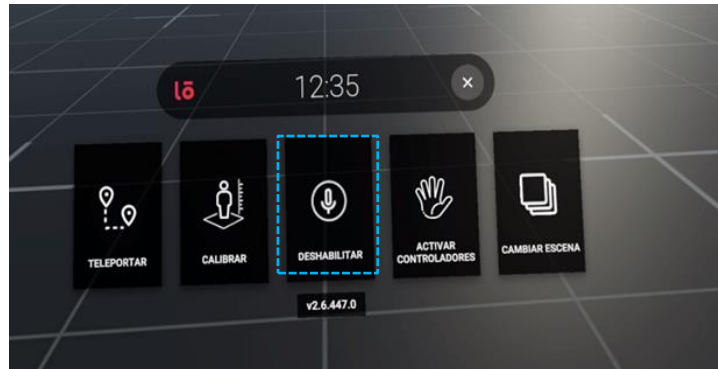 lō
12:35
TELEPORTAR
CALIBRAR
DESHABILITAR
ACTIVAR
CONTROLADORES
CAMBIAR ESCENA
v2.6.447.0